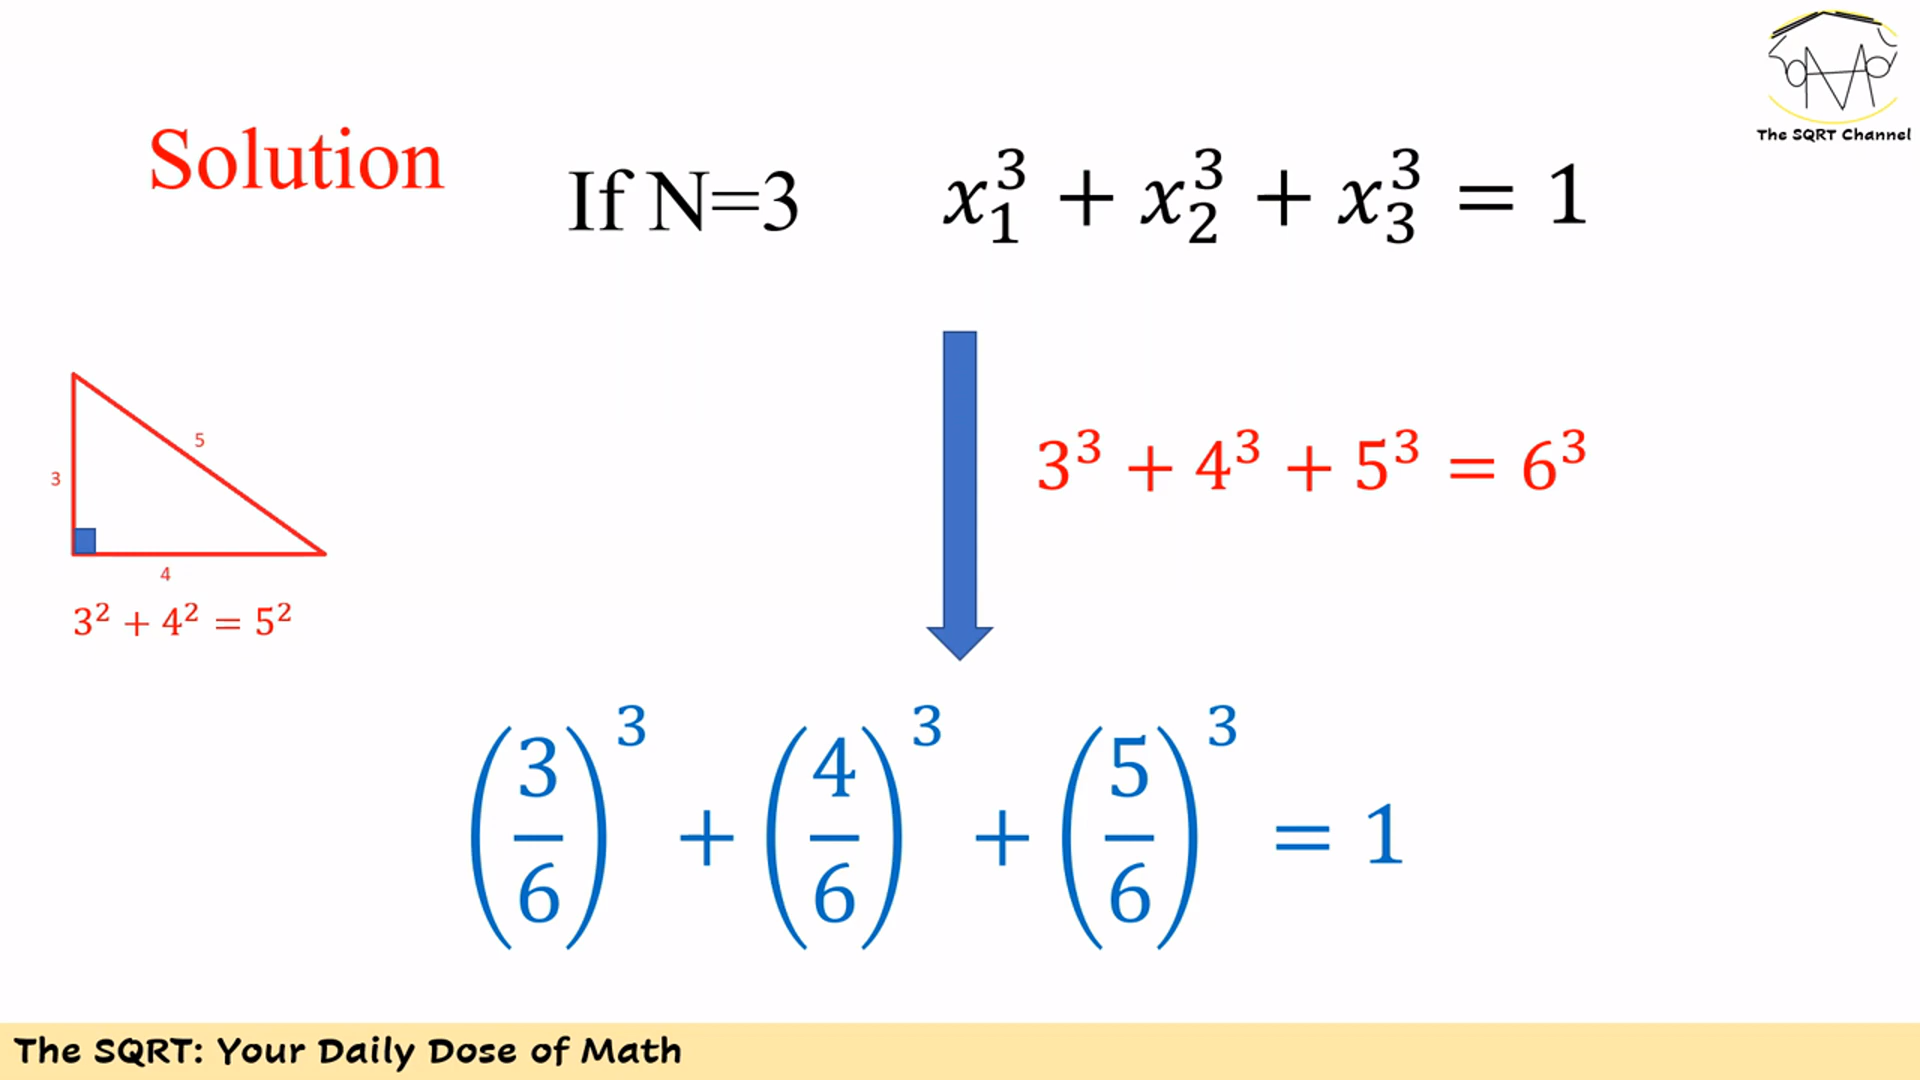 The SQRT Channel
Solution
If N=3
x₁³ + x₂³ + x₃³ = 1
3³ + 4³ + 5³ = 6³
5
3
4
3² + 4² = 5²
(3/6)³ + (4/6)³ + (5/6)³ = 1
The SQRT: Your Daily Dose of Math